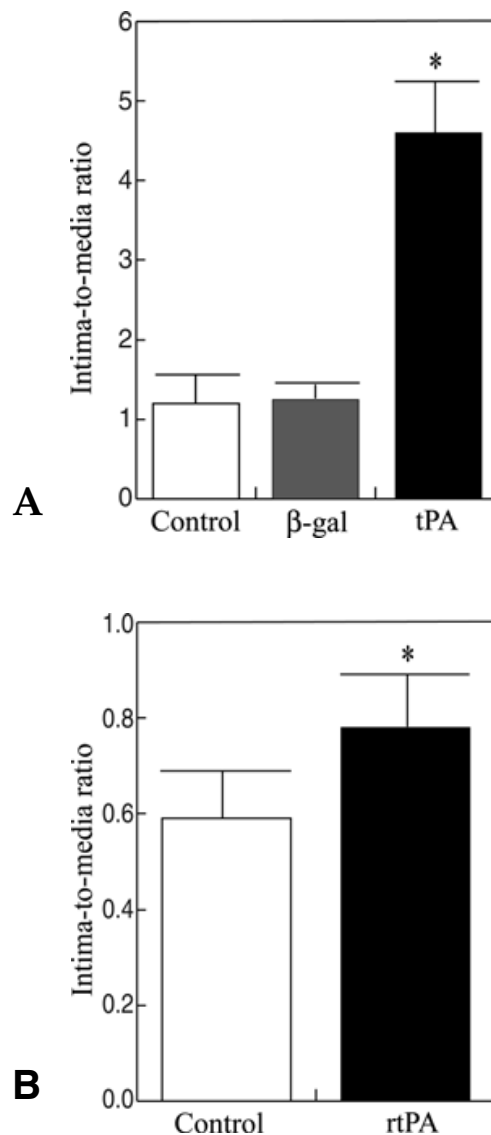 6
5
4
3
2
1
0
Intima-to-media ratio
*
A
Control β-gal tPA
1.0
0.8
0.6
0.4
0.2
0.0
Intima-to-media ratio
*
B
Control rtPA